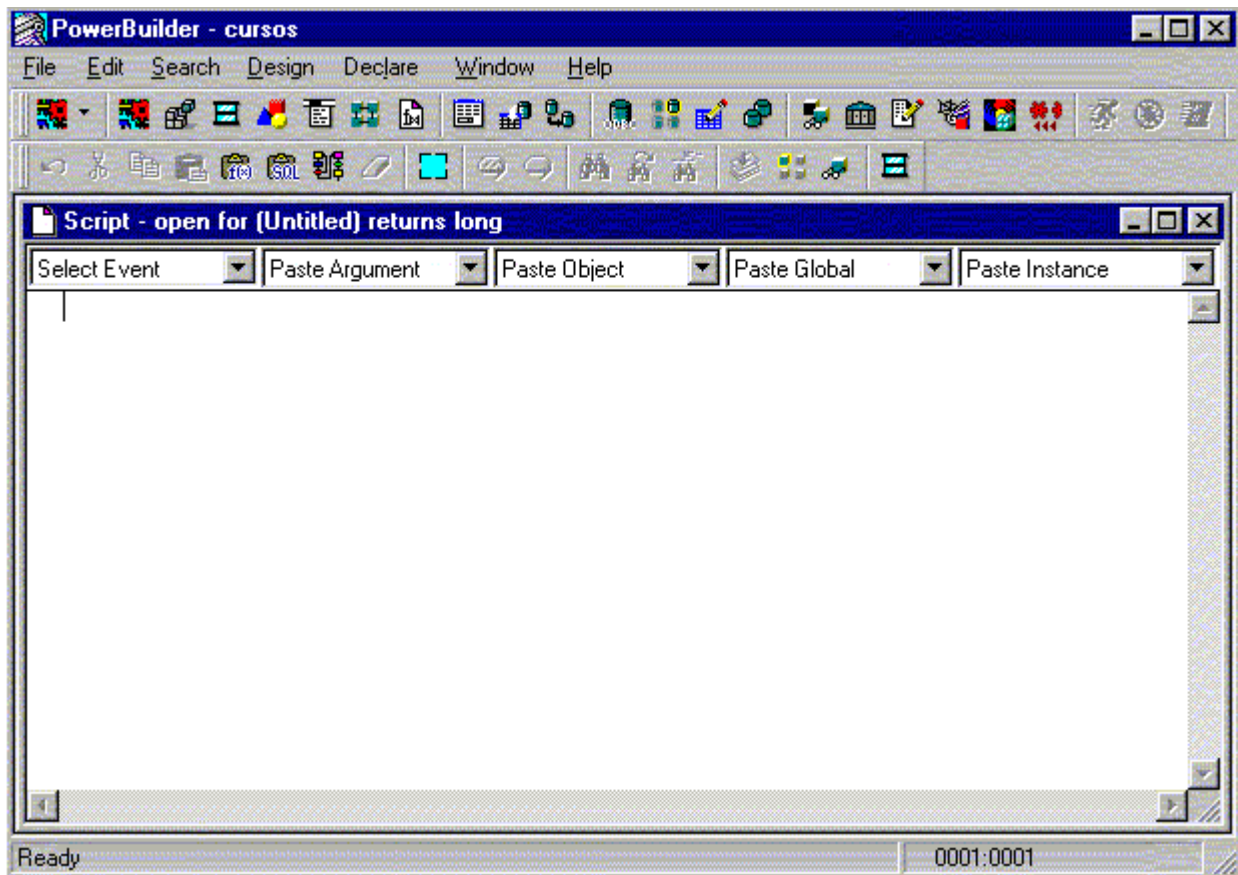 PowerBuilder - cursos
File Edit Search Design Declare Window Help
f(x) SQL
Script - open for (Untitled) returns long
Select Event Paste Argument Paste Object Paste Global Paste Instance
Ready 0001:0001